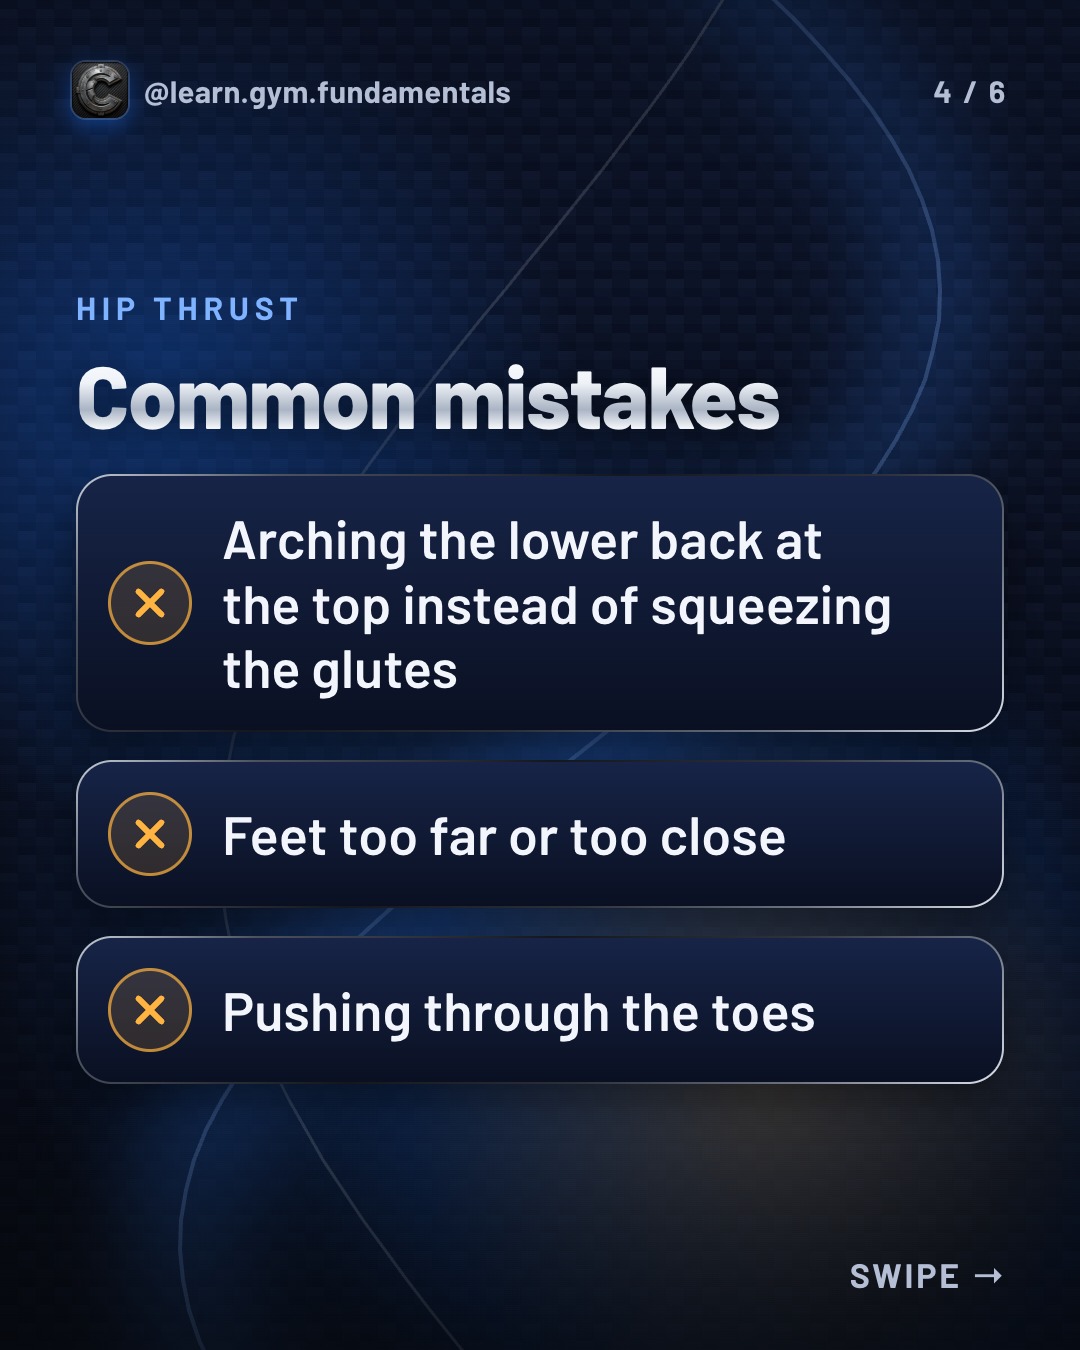 @learn.gym.fundamentals
4 / 6
HIP THRUST
Common mistakes
Arching the lower back at
the top instead of squeezing
the glutes
Feet too far or too close
Pushing through the toes
SWIPE →